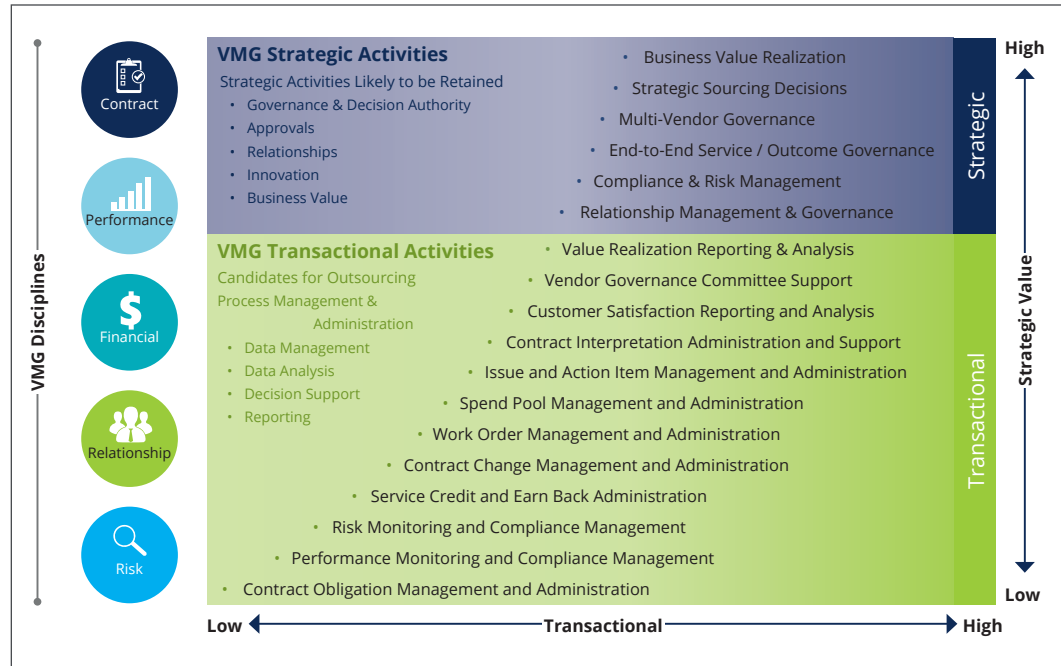 VMG Disciplines
Contract
Performance
$
Financial
Relationship
Risk
VMG Strategic Activities
Strategic Activities Likely to be Retained
• Governance & Decision Authority
• Approvals
• Relationships
• Innovation
• Business Value
• Business Value Realization
• Strategic Sourcing Decisions
• Multi-Vendor Governance
• End-to-End Service / Outcome Governance
• Compliance & Risk Management
• Relationship Management & Governance
Strategic
VMG Transactional Activities
Candidates for Outsourcing
Process Management &
Administration
• Data Management
• Data Analysis
• Decision Support
• Reporting
• Value Realization Reporting & Analysis
• Vendor Governance Committee Support
• Customer Satisfaction Reporting and Analysis
• Contract Interpretation Administration and Support
• Issue and Action Item Management and Administration
• Spend Pool Management and Administration
• Work Order Management and Administration
• Contract Change Management and Administration
• Service Credit and Earn Back Administration
• Risk Monitoring and Compliance Management
• Performance Monitoring and Compliance Management
• Contract Obligation Management and Administration
Transactional
High
Strategic Value
Low
Low
Transactional
High